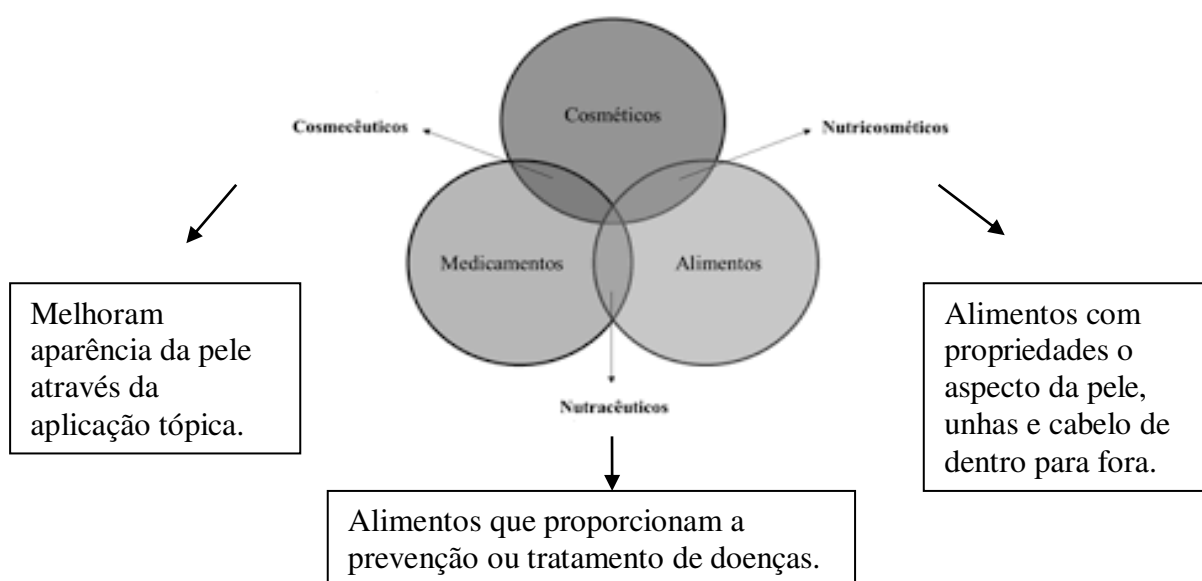 Cosméticos
Cosmecêuticos
Nutricosméticos
Medicamentos
Alimentos
Nutracêuticos
Melhoram
aparência da pele
através da
aplicação tópica.
Alimentos com
propriedades o
aspecto da pele,
unhas e cabelo de
dentro para fora.
Alimentos que proporcionam a
prevenção ou tratamento de doenças.